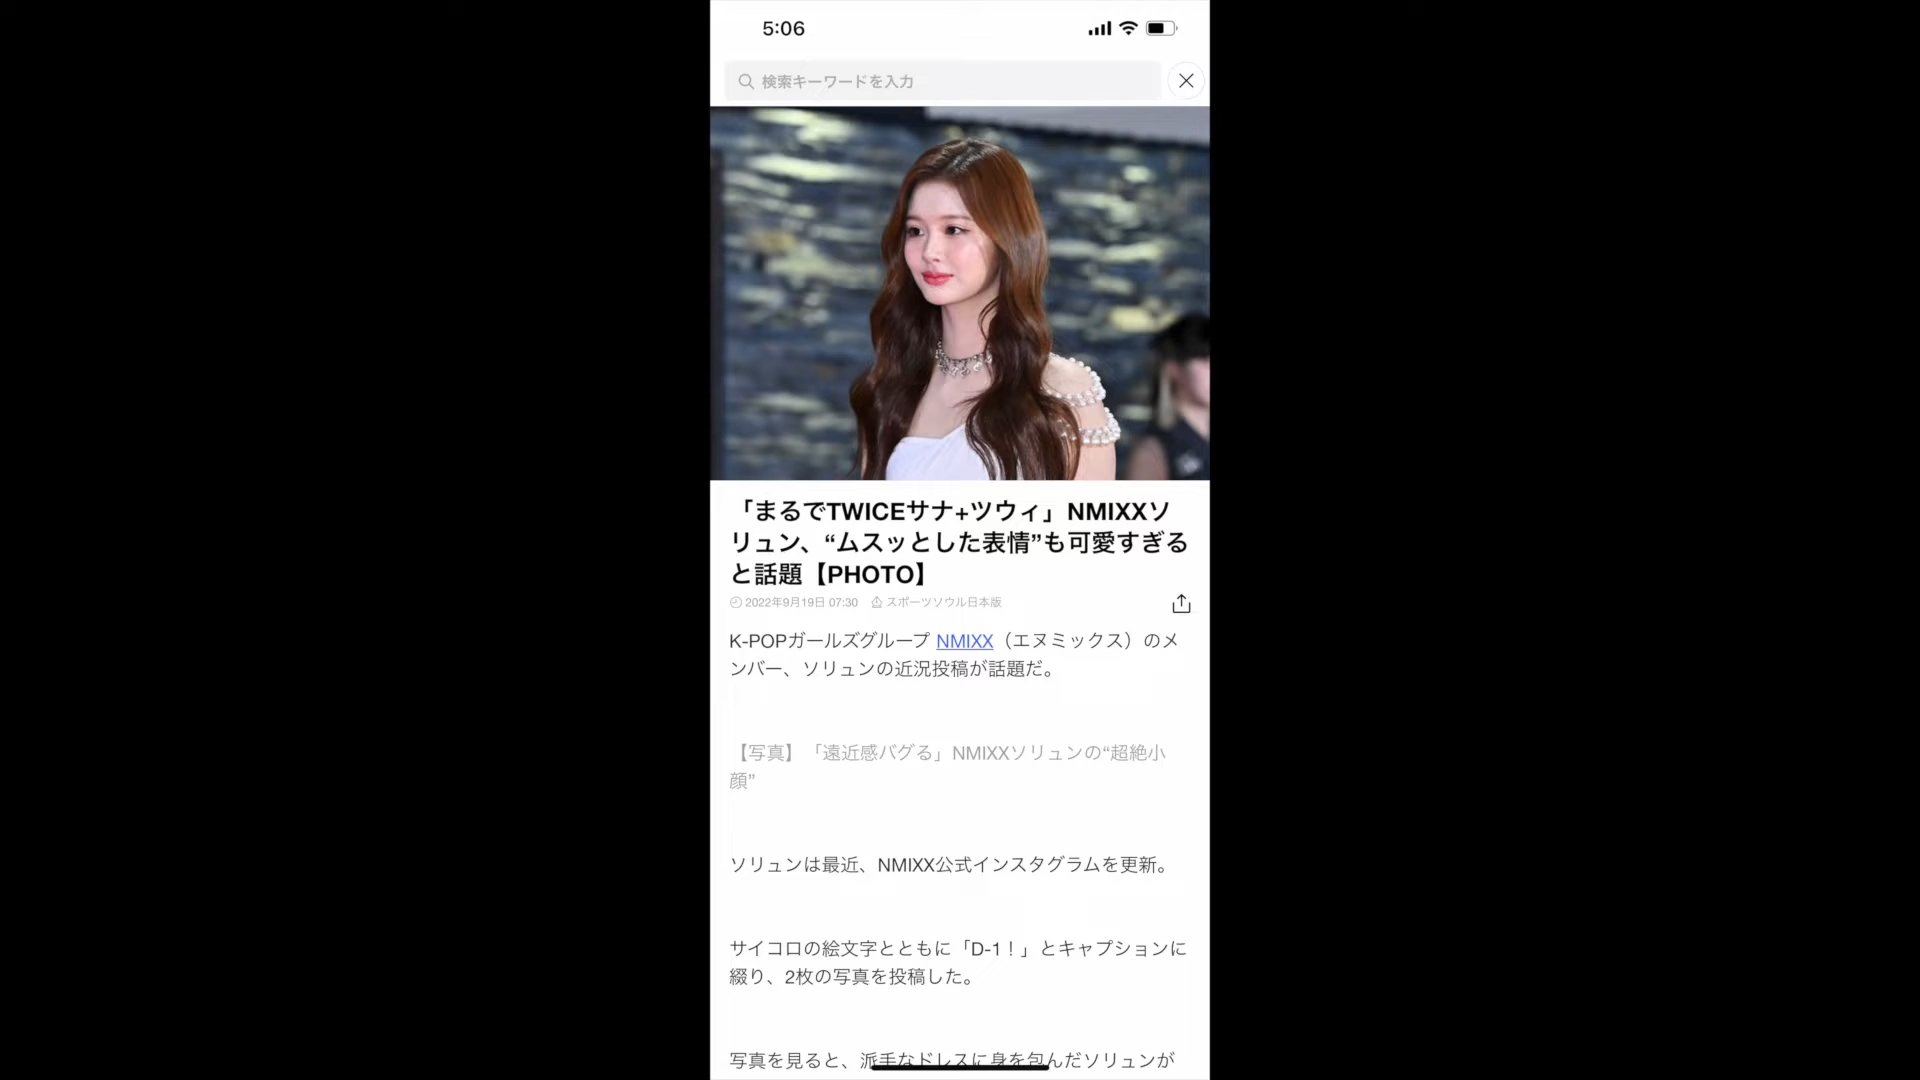 5:06
検索キーワードを入力
「まるでTWICEサナ+ツウィ」NMIXXソ
リュン、“ムスッとした表情”も可愛すぎる
と話題【PHOTO】
2022年9月19日 07:30 スポーツソウル日本版
K-POPガールズグループ NMIXX（エヌミックス）のメ
ンバー、ソリュンの近況投稿が話題だ。
【写真】「遠近感バグる」NMIXXソリュンの“超絶小
顔”
ソリュンは最近、NMIXX公式インスタグラムを更新。
サイコロの絵文字とともに「D-1！」とキャプションに
綴り、2枚の写真を投稿した。
写真を見ると、派手なドレスに身を包んだソリュンが